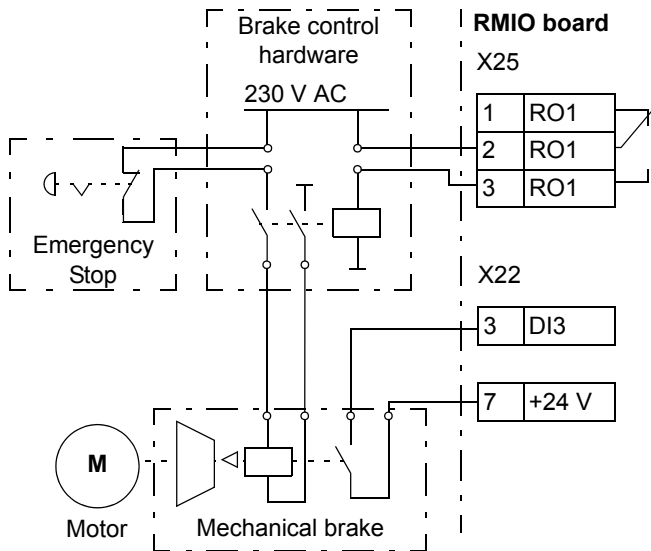 Brake control
hardware
230 V AC
RMIO board
X25
1 RO1
2 RO1
3 RO1
Emergency
Stop
X22
3 DI3
7 +24 V
M
Motor
Mechanical brake